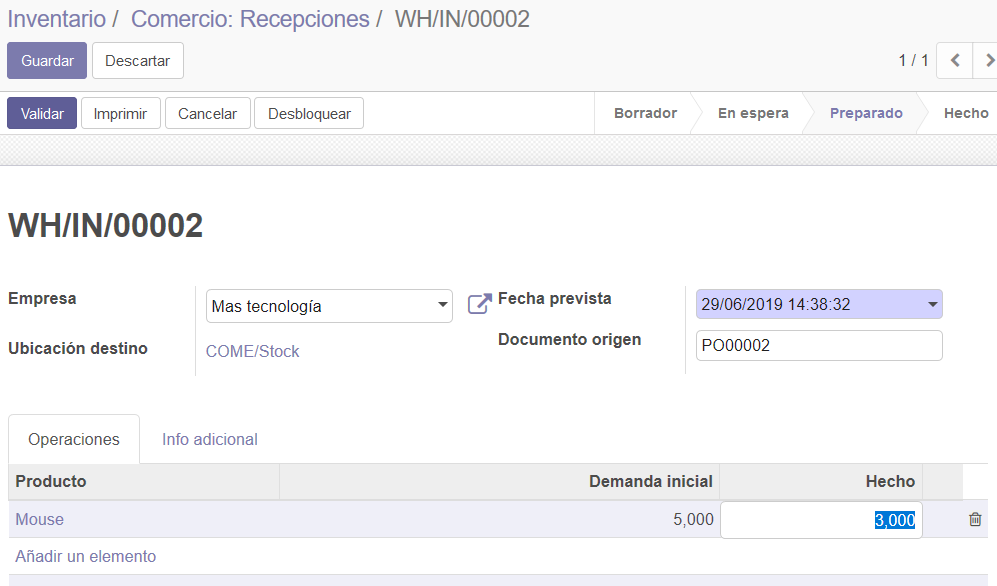 Inventario / Comercio: Recepciones / WH/IN/00002
Guardar Descartar 1 / 1
Validar Imprimir Cancelar Desbloquear Borrador En espera Preparado Hecho
WH/IN/00002
Empresa Mas tecnología Fecha prevista 29/06/2019 14:38:32
Ubicación destino COME/Stock Documento origen PO00002
Operaciones Info adicional
Producto Demanda inicial Hecho
Mouse 5,000 3,000
Añadir un elemento